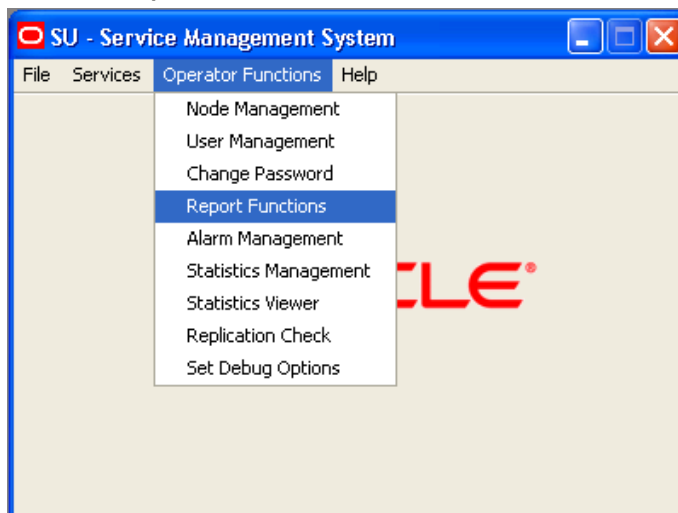 SU - Service Management System
File Services Operator Functions Help
Node Management
User Management
Change Password
Report Functions
Alarm Management
Statistics Management
Statistics Viewer
Replication Check
Set Debug Options
CLE®